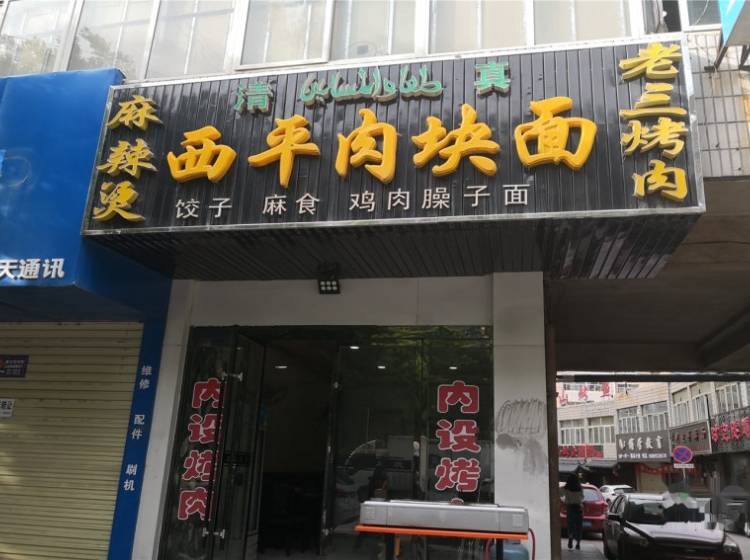 清 真
麻辣烫
西平肉块面
老三烤肉
饺子 麻食 鸡肉臊子面
天通讯
维修 配件 刷机
内设烤肉
内设烤